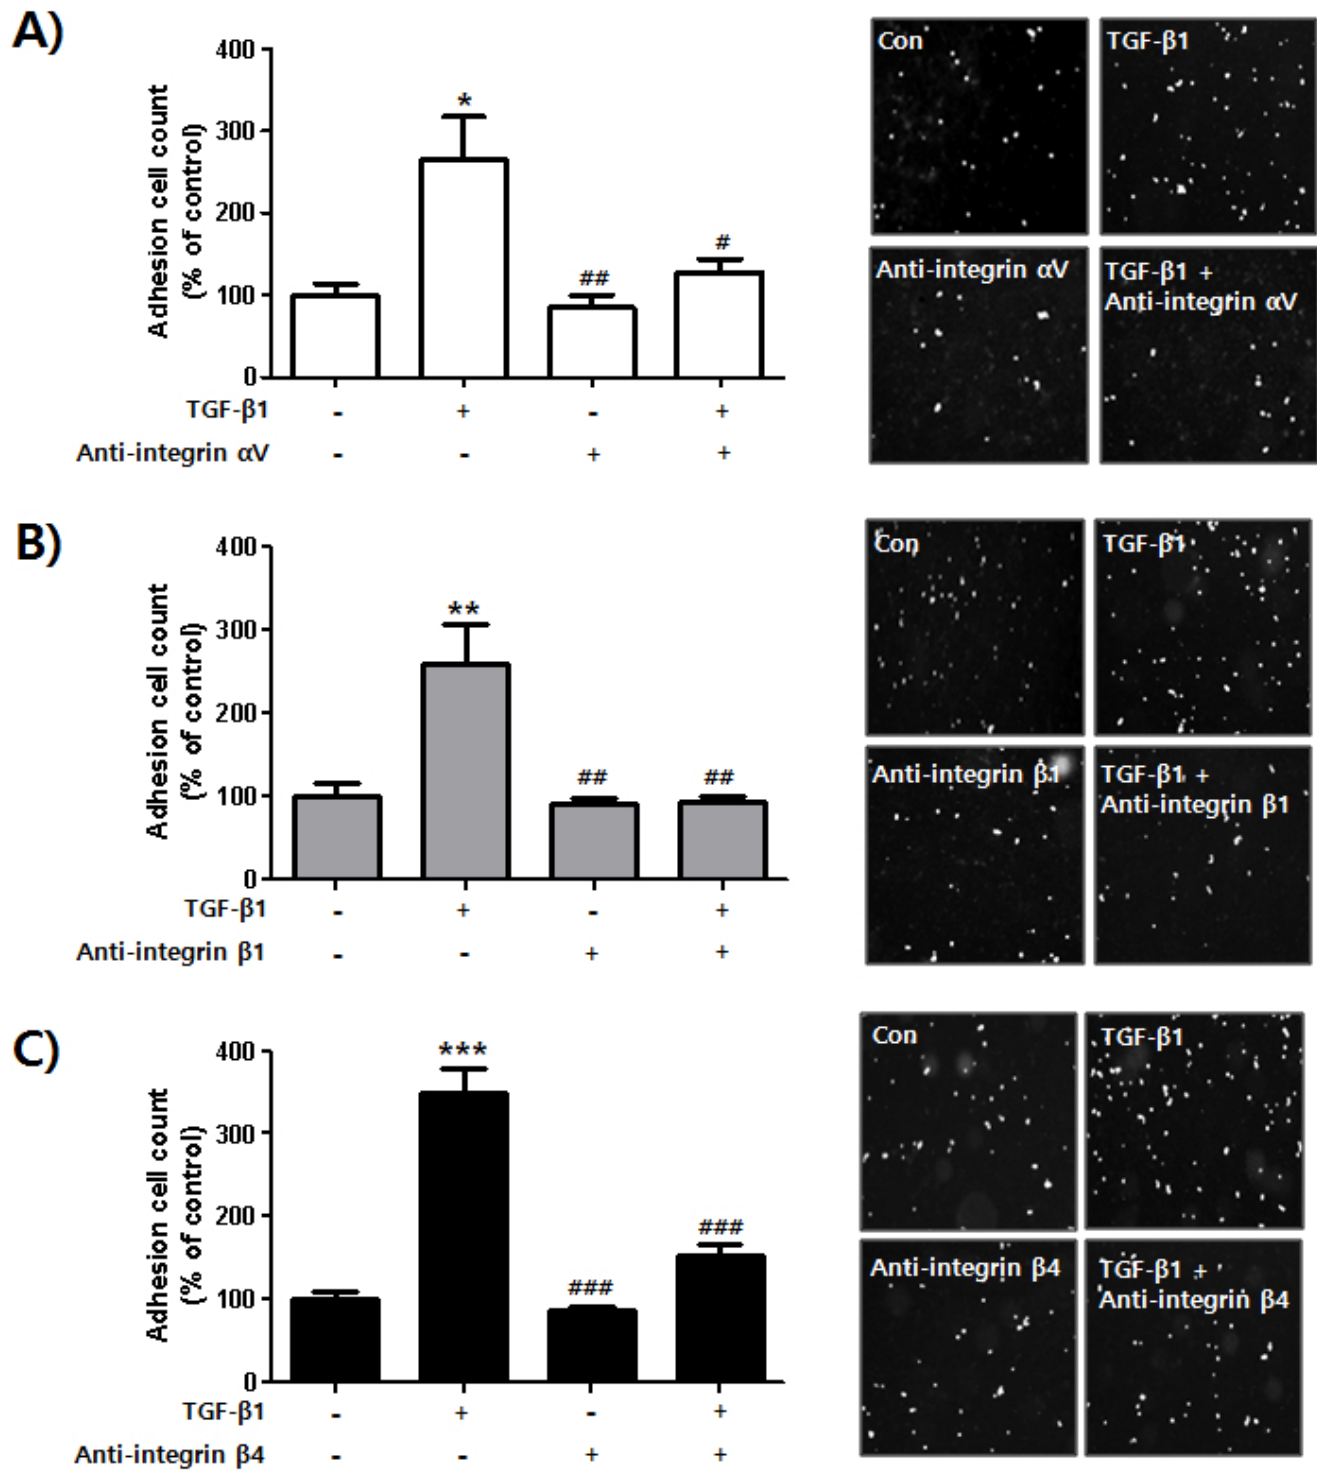 A)
Adhesion cell count
(% of control)
400
300
200
100
0
*
##
#
TGF-β1 - + - +
Anti-integrin αV - - + +
Con
TGF-β1
Anti-integrin αV
TGF-β1 +
Anti-integrin αV
B)
Adhesion cell count
(% of control)
400
300
200
100
0
**
##
##
TGF-β1 - + - +
Anti-integrin β1 - - + +
Con
TGF-β1
Anti-integrin β1
TGF-β1 +
Anti-integrin β1
C)
Adhesion cell count
(% of control)
400
300
200
100
0
***
###
###
TGF-β1 - + - +
Anti-integrin β4 - - + +
Con
TGF-β1
Anti-integrin β4
TGF-β1 +
Anti-integrin β4